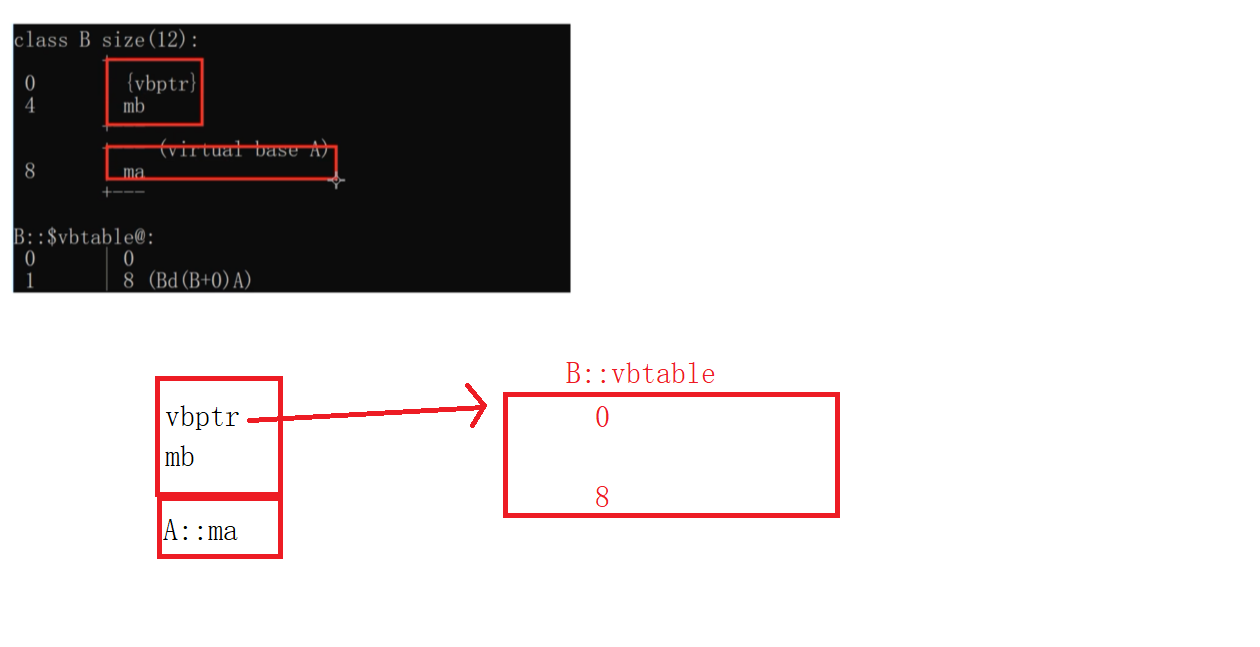 class B size(12):
0 {vbptr}
4 mb
(virtual base A)
8 ma
+---
B::$vbtable@:
0 0
1 8 (Bd(B+0)A)
B::vbtable
vbptr 0
mb
8
A::ma